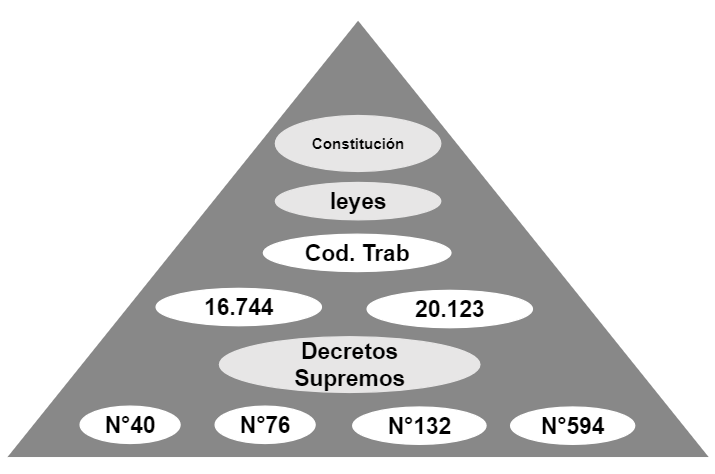 Constitución
leyes
Cod. Trab
16.744
20.123
Decretos
Supremos
N°40
N°76
N°132
N°594